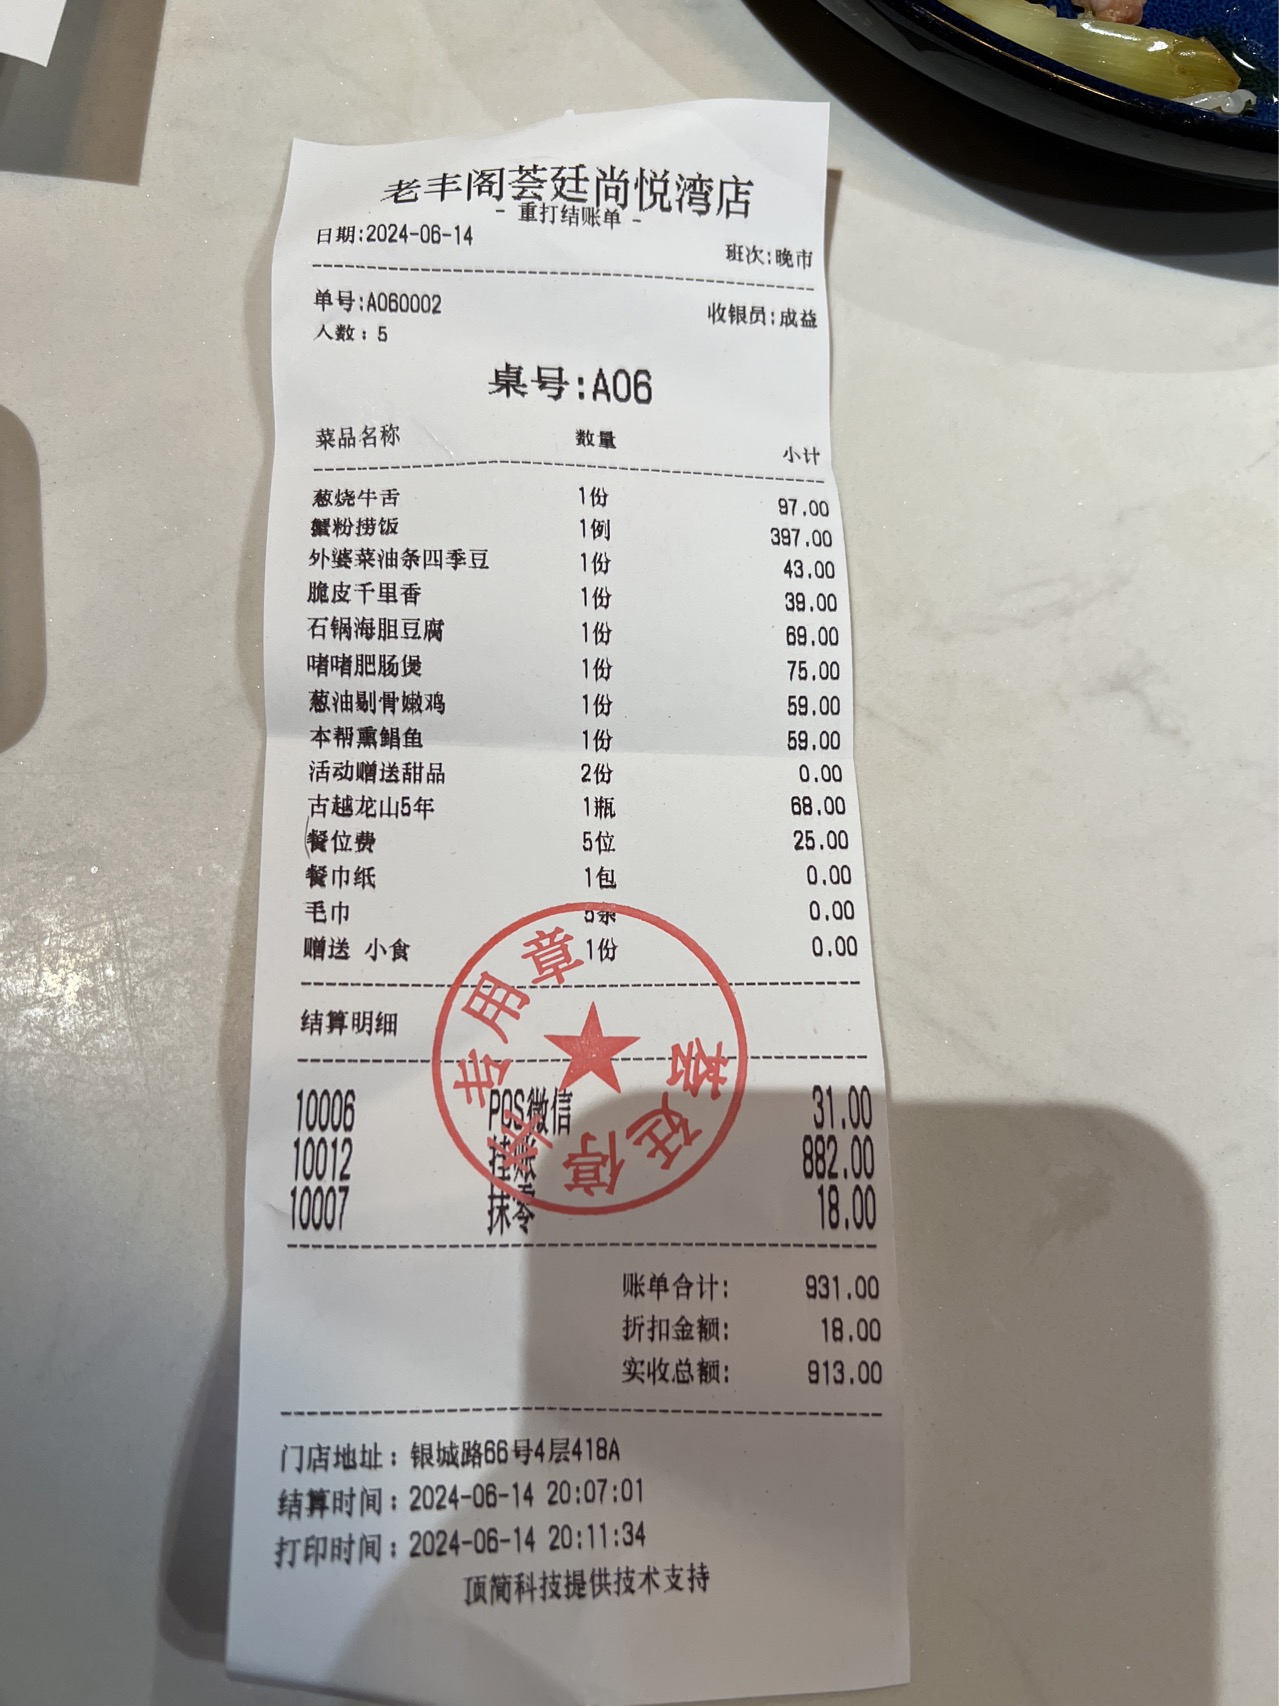 老丰阁荟廷尚悦湾店
- 重打结账单 -
日期:2024-06-14 班次:晚市
单号:A060002 收银员:成益
人数：5
桌号:A06
菜品名称 数量 小计
葱烧牛舌 1份 97.00
蟹粉捞饭 1例 397.00
外婆菜油条四季豆 1份 43.00
脆皮千里香 1份 39.00
石锅海胆豆腐 1份 69.00
啫啫肥肠煲 1份 75.00
葱油剔骨嫩鸡 1份 59.00
本帮熏鲳鱼 1份 59.00
活动赠送甜品 2份 0.00
古越龙山5年 1瓶 68.00
餐位费 5位 25.00
餐巾纸 1包 0.00
毛巾 5条 0.00
赠送 小食 1份 0.00
结算明细
10006 POS微信 31.00
10012 挂账 882.00
10007 抹零 18.00
荟廷停车专用章
账单合计: 931.00
折扣金额: 18.00
实收总额: 913.00
门店地址：银城路66号4层418A
结算时间：2024-06-14 20:07:01
打印时间：2024-06-14 20:11:34
顶简科技提供技术支持